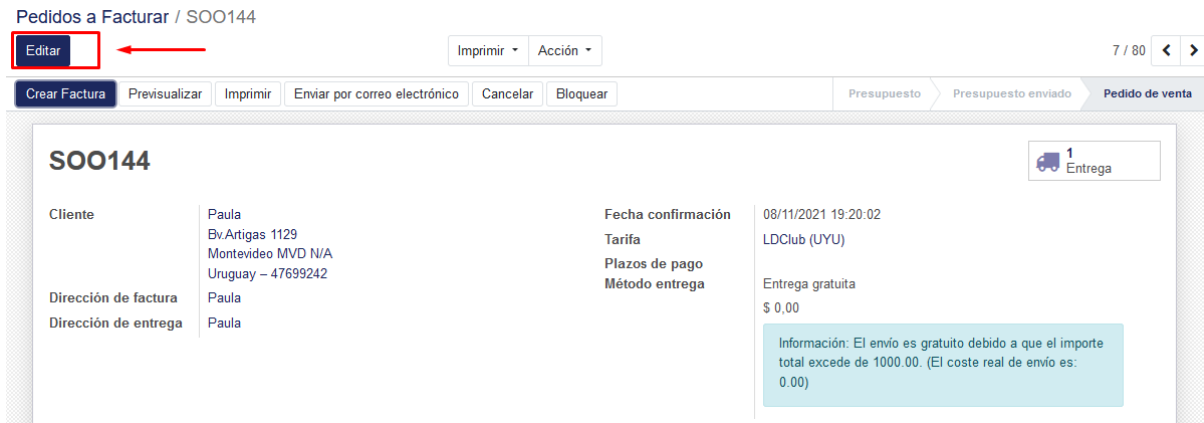 Pedidos a Facturar / SOO144
Editar
Imprimir
Acción
7 / 80
Crear Factura
Previsualizar
Imprimir
Enviar por correo electrónico
Cancelar
Bloquear
Presupuesto
Presupuesto enviado
Pedido de venta
SOO144
1
Entrega
Cliente
Paula
Bv.Artigas 1129
Montevideo MVD N/A
Uruguay – 47699242
Dirección de factura
Paula
Dirección de entrega
Paula
Fecha confirmación
08/11/2021 19:20:02
Tarifa
LDClub (UYU)
Plazos de pago
Método entrega
Entrega gratuita
$ 0,00
Información: El envío es gratuito debido a que el importe
total excede de 1000.00. (El coste real de envío es:
0.00)